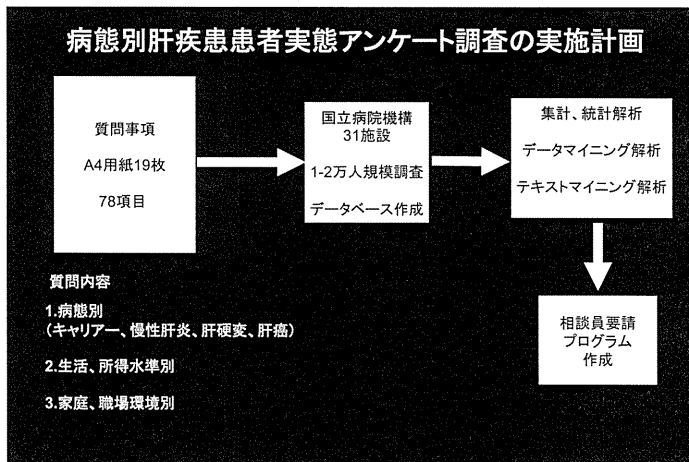 病態別肝疾患患者実態アンケート調査の実施計画
質問事項
A4用紙19枚
78項目
国立病院機構
31施設
1-2万人規模調査
データベース作成
集計、統計解析
データマイニング解析
テキストマイニング解析
相談員要請
プログラム
作成
質問内容
1.病態別
（キャリアー、慢性肝炎、肝硬変、肝癌）
2.生活、所得水準別
3.家庭、職場環境別